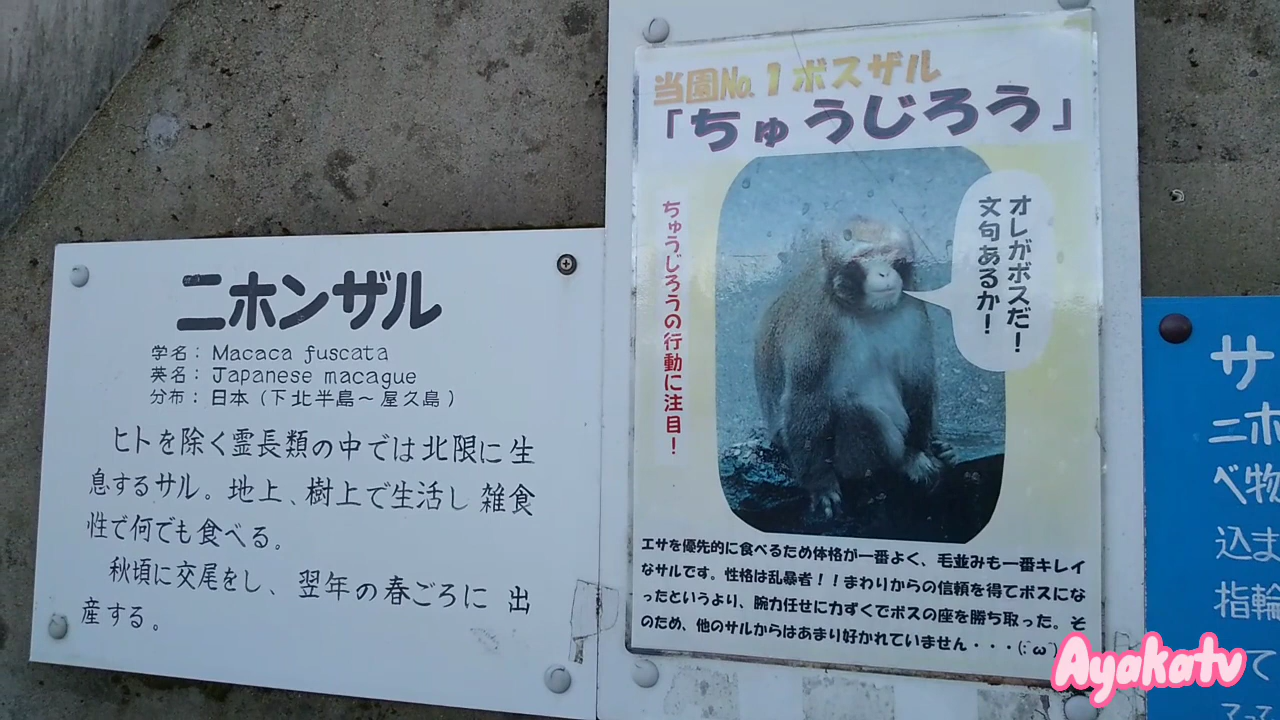 ニホンザル
学名： Macaca fuscata
英名： Japanese macague
分布： 日本（下北半島～屋久島）
ヒトを除く霊長類の中では北限に生
息するサル。地上、樹上で生活し 雑食
性で何でも食べる。
秋頃に交尾をし、翌年の春ごろに 出
産する。
当園No.1ボスザル
「ちゅうじろう」
ちゅうじろうの行動に注目！
オレがボスだ！
文句あるか！
エサを優先的に食べるため体格が一番よく、毛並みも一番キレイ
なサルです。性格は乱暴者！！まわりからの信頼を得てボスにな
ったというより、腕力任せに力ずくでボスの座を勝ち取った。そ
のため、他のサルからはあまり好かれていません・・・(;ω)
サ
ニホ
べ物
込ま
指輪
て
Ayakatv